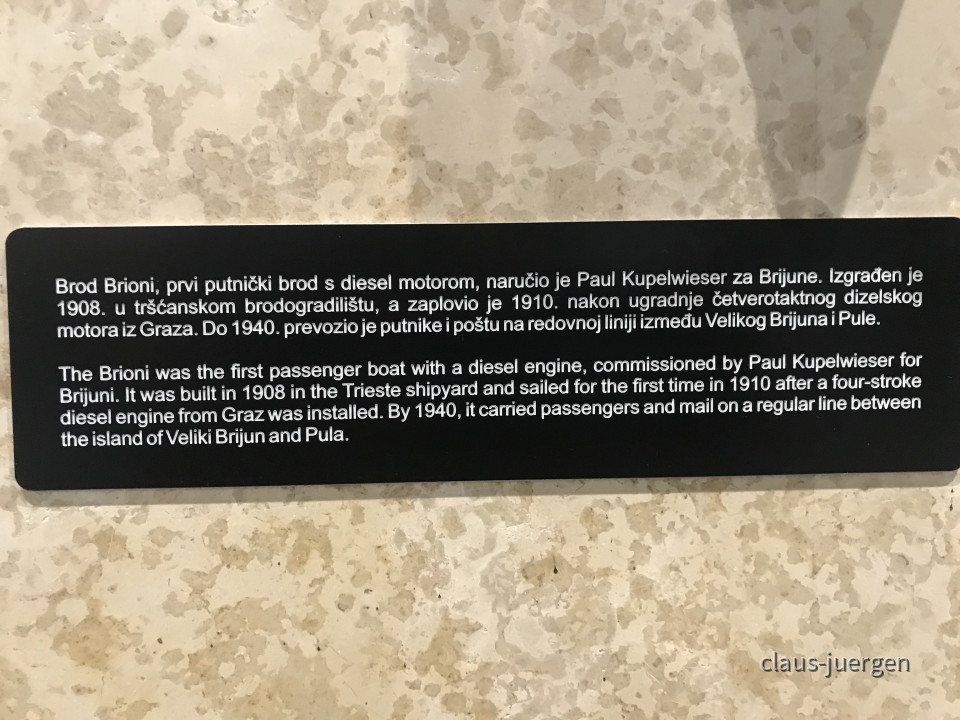 Brod Brioni, prvi putnički brod s diesel motorom, naručio je Paul Kupelwieser za Brijune. Izgrađen je
1908. u tršćanskom brodogradilištu, a zaplovio je 1910. nakon ugradnje četverotaktnog dizelskog
motora iz Graza. Do 1940. prevozio je putnike i poštu na redovnoj liniji između Velikog Brijuna i Pule.
The Brioni was the first passenger boat with a diesel engine, commissioned by Paul Kupelwieser for
Brijuni. It was built in 1908 in the Trieste shipyard and sailed for the first time in 1910 after a four-stroke
diesel engine from Graz was installed. By 1940, it carried passengers and mail on a regular line between
the island of Veliki Brijun and Pula.
claus-juergen